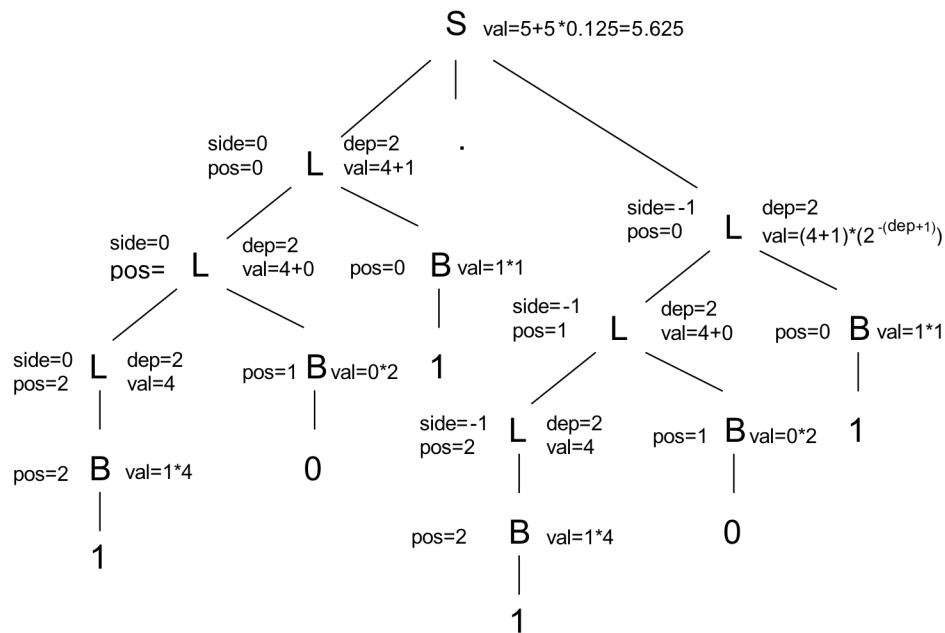 S val=5+5*0.125=5.625
side=0 dep=2
pos=0 L val=4+1 .
side=-1 dep=2
pos=0 L val=(4+1)*(2^-(dep+1))
side=0 dep=2
pos= L val=4+0 pos=0 B val=1*1
side=-1 dep=2
pos=1 L val=4+0 pos=0 B val=1*1
side=0 dep=2
pos=2 L val=4 pos=1 B val=0*2 1
side=-1 dep=2
pos=2 L val=4 pos=1 B val=0*2 1
pos=2 B val=1*4 0
pos=2 B val=1*4 0
1
1